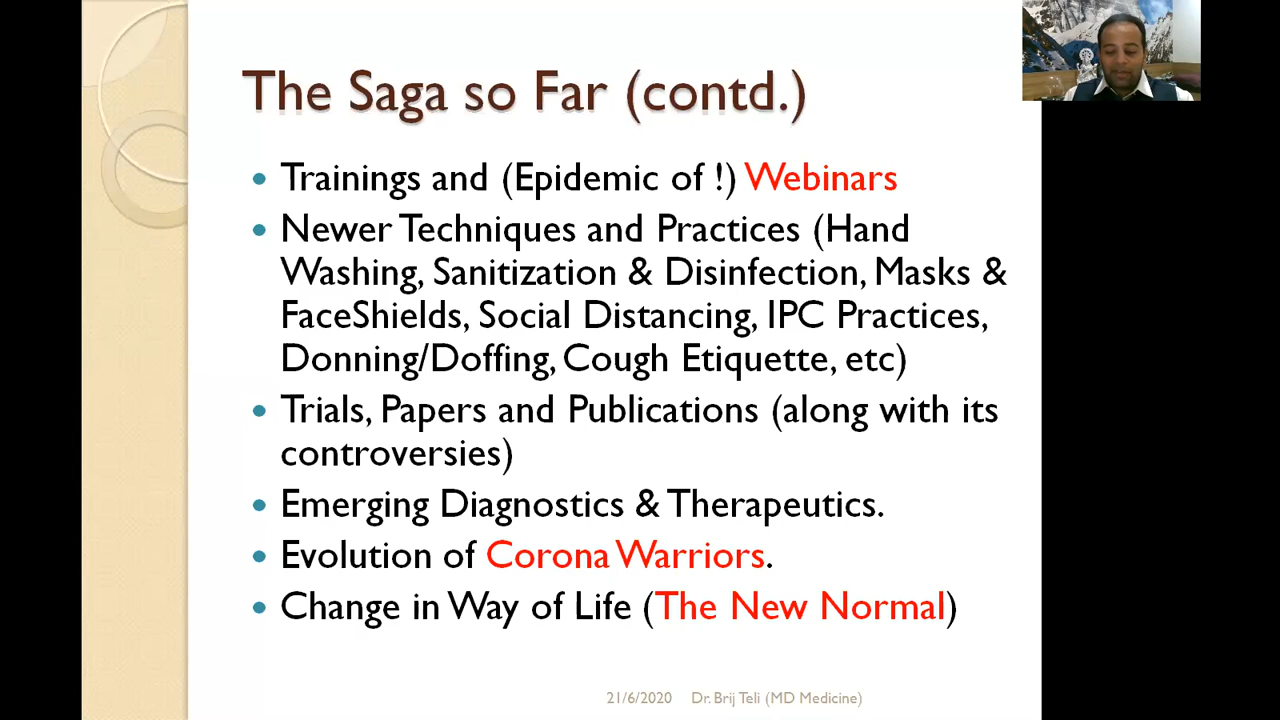 The Saga so Far (contd.)
Trainings and (Epidemic of !) Webinars
Newer Techniques and Practices (Hand
Washing, Sanitization & Disinfection, Masks &
FaceShields, Social Distancing, IPC Practices,
Donning/Doffing, Cough Etiquette, etc)
Trials, Papers and Publications (along with its
controversies)
Emerging Diagnostics & Therapeutics.
Evolution of Corona Warriors.
Change in Way of Life (The New Normal)
21/6/2020 Dr. Brij Teli (MD Medicine)